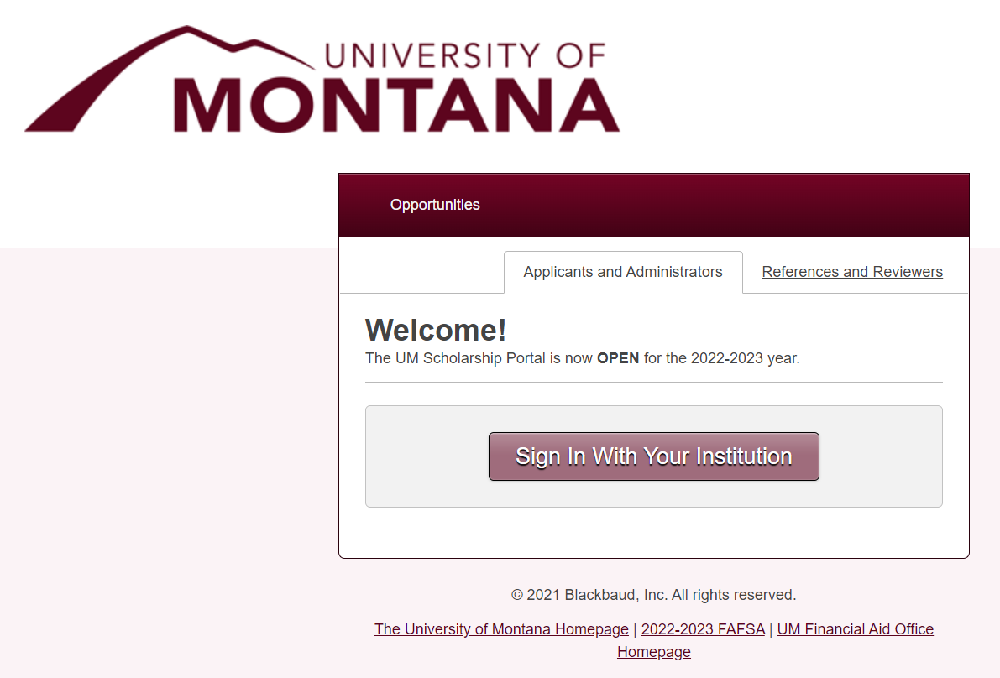 UNIVERSITY OF
MONTANA
Opportunities
Applicants and Administrators
References and Reviewers
Welcome!
The UM Scholarship Portal is now OPEN for the 2022-2023 year.
Sign In With Your Institution
© 2021 Blackbaud, Inc. All rights reserved.
The University of Montana Homepage | 2022-2023 FAFSA | UM Financial Aid Office
Homepage